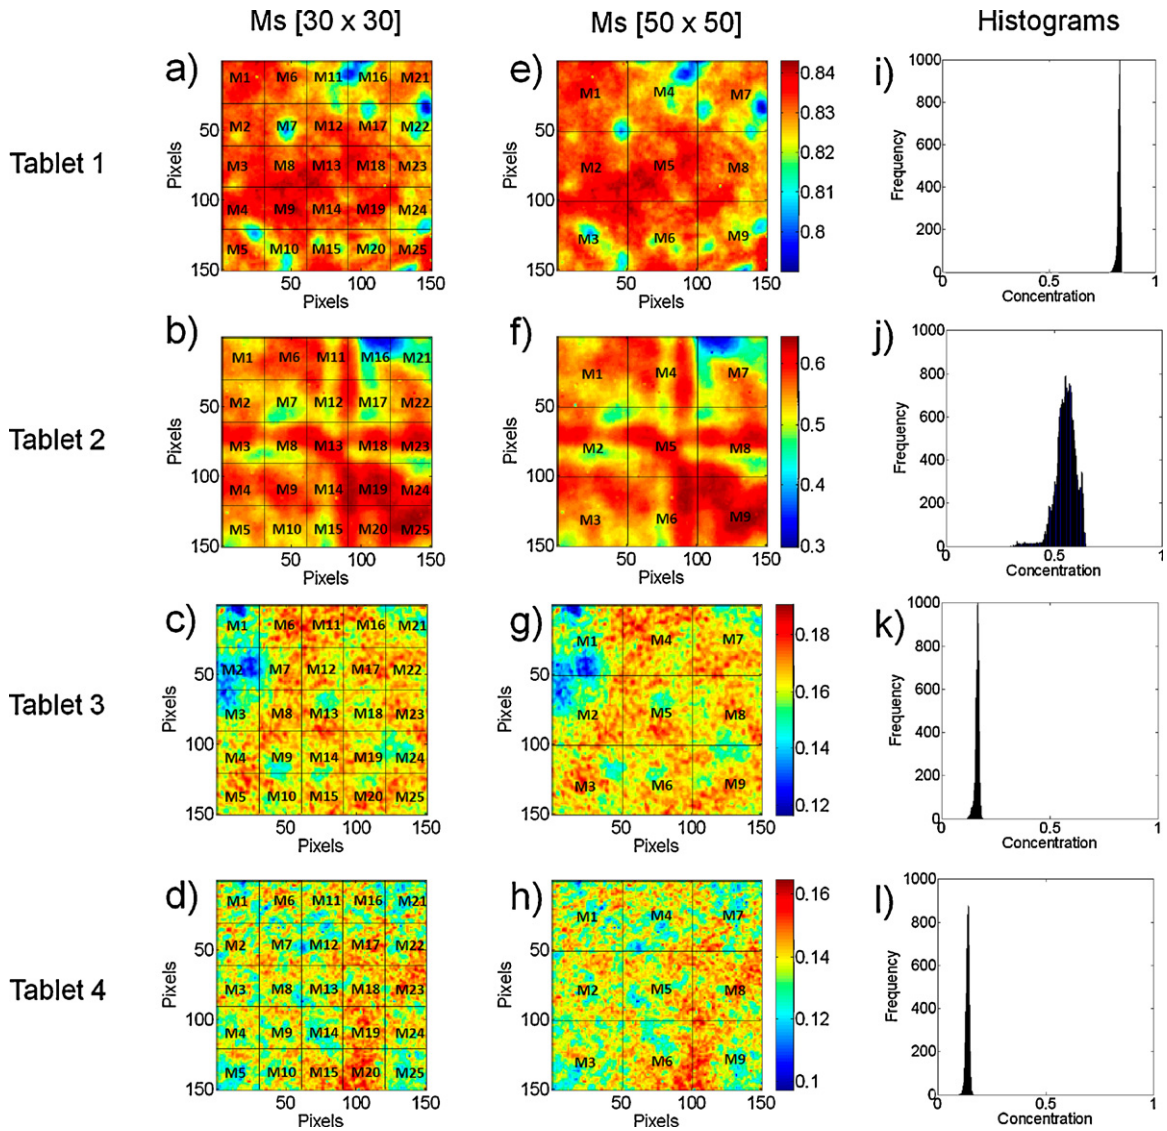 Ms [30 x 30] Ms [50 x 50] Histograms
Tablet 1
a)
M1 M6 M11 M16 M21
M2 M7 M12 M17 M22
M3 M8 M13 M18 M23
M4 M9 M14 M19 M24
M5 M10 M15 M20 M25
50
100
150
Pixels
50 100 150
Pixels
e)
M1 M4 M7
M2 M5 M8
M3 M6 M9
50
100
150
Pixels
50 100 150
Pixels
0.84
0.83
0.82
0.81
0.8
i)
1000
800
600
400
200
0
Frequency
0 0.5 1
Concentration
Tablet 2
b)
M1 M6 M11 M16 M21
M2 M7 M12 M17 M22
M3 M8 M13 M18 M23
M4 M9 M14 M19 M24
M5 M10 M15 M20 M25
50
100
150
Pixels
50 100 150
Pixels
f)
M1 M4 M7
M2 M5 M8
M3 M6 M9
50
100
150
Pixels
50 100 150
Pixels
0.6
0.5
0.4
0.3
j)
1000
800
600
400
200
0
Frequency
0 0.5 1
Concentration
Tablet 3
c)
M1 M6 M11 M16 M21
M2 M7 M12 M17 M22
M3 M8 M13 M18 M23
M4 M9 M14 M19 M24
M5 M10 M15 M20 M25
50
100
150
Pixels
50 100 150
Pixels
g)
M1 M4 M7
M2 M5 M8
M3 M6 M9
50
100
150
Pixels
50 100 150
Pixels
0.18
0.16
0.14
0.12
k)
1000
800
600
400
200
0
Frequency
0 0.5 1
Concentration
Tablet 4
d)
M1 M6 M11 M16 M21
M2 M7 M12 M17 M22
M3 M8 M13 M18 M23
M4 M9 M14 M19 M24
M5 M10 M15 M20 M25
50
100
150
Pixels
50 100 150
Pixels
h)
M1 M4 M7
M2 M5 M8
M3 M6 M9
50
100
150
Pixels
50 100 150
Pixels
0.16
0.14
0.12
0.1
l)
1000
800
600
400
200
0
Frequency
0 0.5 1
Concentration